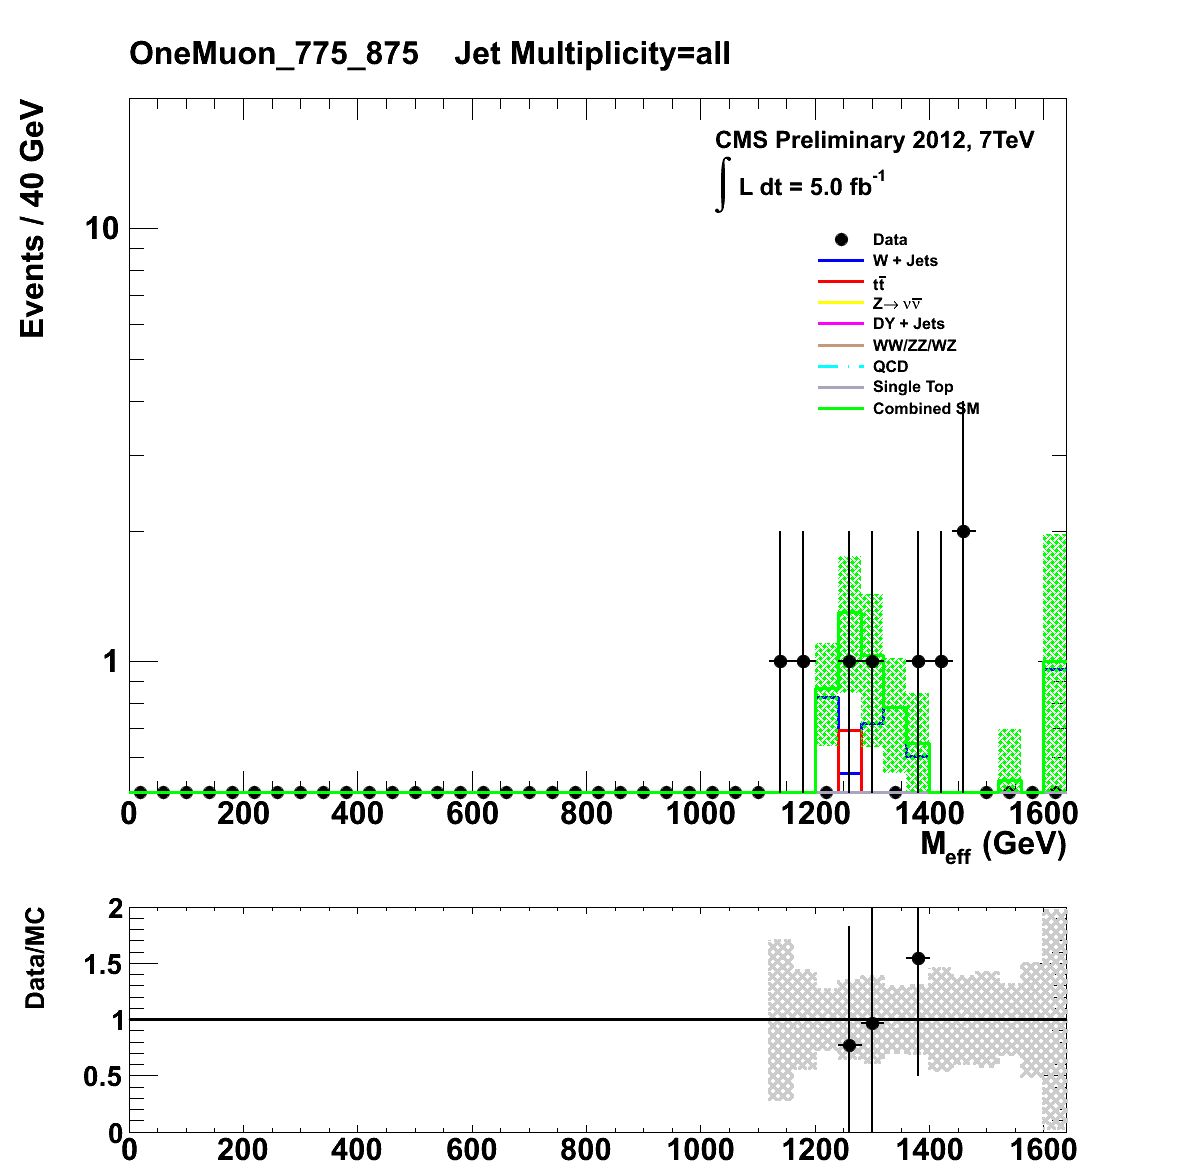 OneMuon_775_875 Jet Multiplicity=all
Events / 40 GeV
CMS Preliminary 2012, 7TeV
∫ L dt = 5.0 fb⁻¹
Data
W + Jets
tt̅
Z→ νν̅
DY + Jets
WW/ZZ/WZ
QCD
Single Top
Combined SM
10
1
0 200 400 600 800 1000 1200 1400 1600
M_eff (GeV)
Data/MC
2
1.5
1
0.5
0
0 200 400 600 800 1000 1200 1400 1600